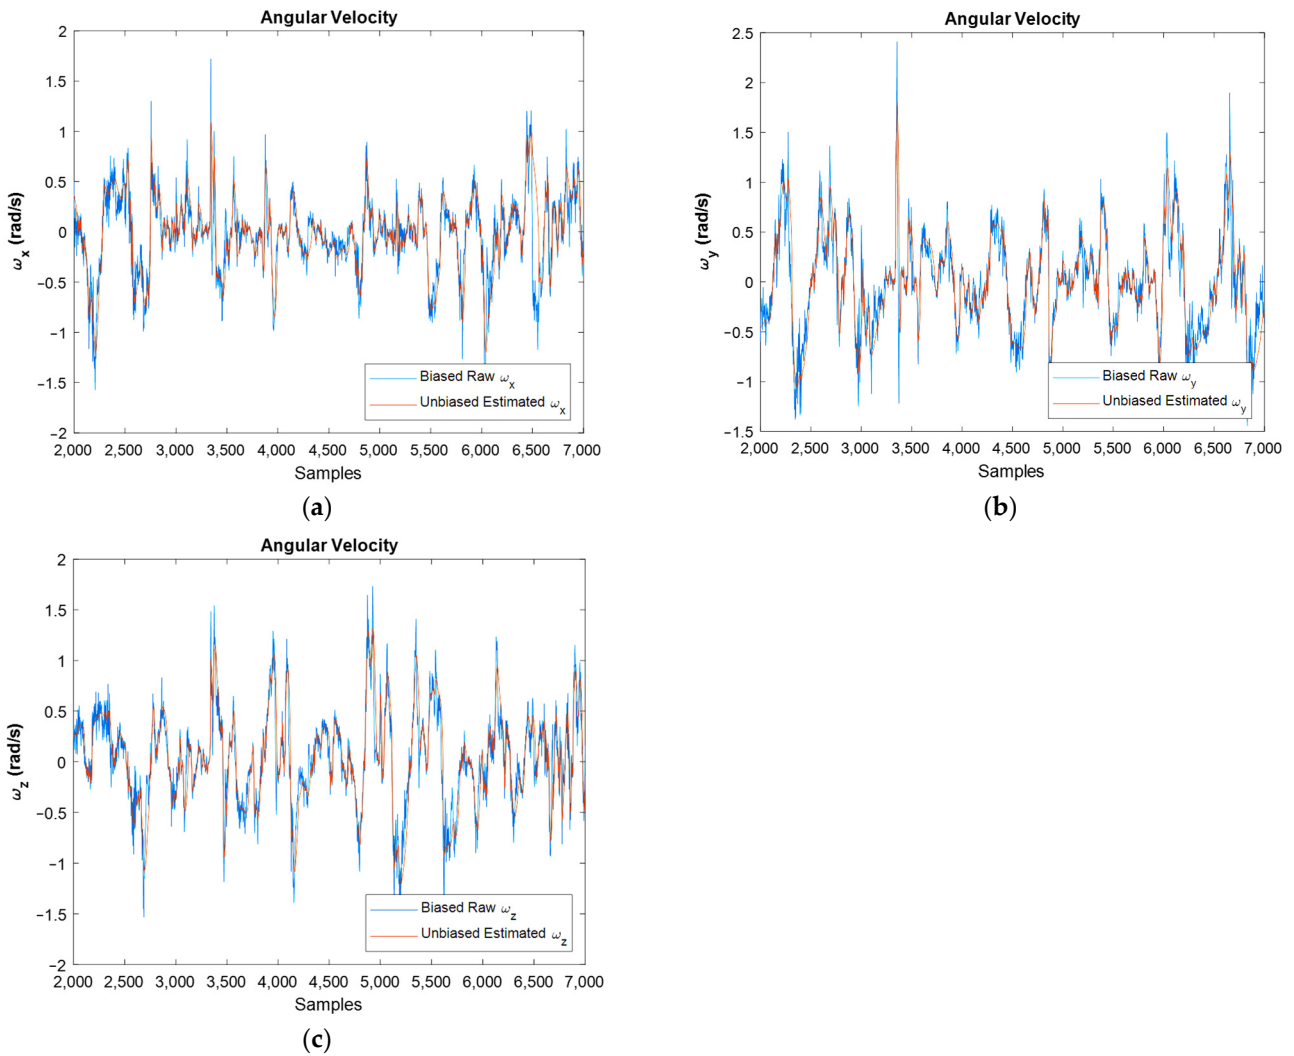 Angular Velocity
2
1.5
1
0.5
0
−0.5
−1
−1.5
−2
ωx (rad/s)
Biased Raw ωx
Unbiased Estimated ωx
2,000 2,500 3,000 3,500 4,000 4,500 5,000 5,500 6,000 6,500 7,000
Samples
(a)
Angular Velocity
2.5
2
1.5
1
0.5
0
−0.5
−1
−1.5
ωy (rad/s)
Biased Raw ωy
Unbiased Estimated ωy
2,000 2,500 3,000 3,500 4,000 4,500 5,000 5,500 6,000 6,500 7,000
Samples
(b)
Angular Velocity
2
1.5
1
0.5
0
−0.5
−1
−1.5
−2
ωz (rad/s)
Biased Raw ωz
Unbiased Estimated ωz
2,000 2,500 3,000 3,500 4,000 4,500 5,000 5,500 6,000 6,500 7,000
Samples
(c)